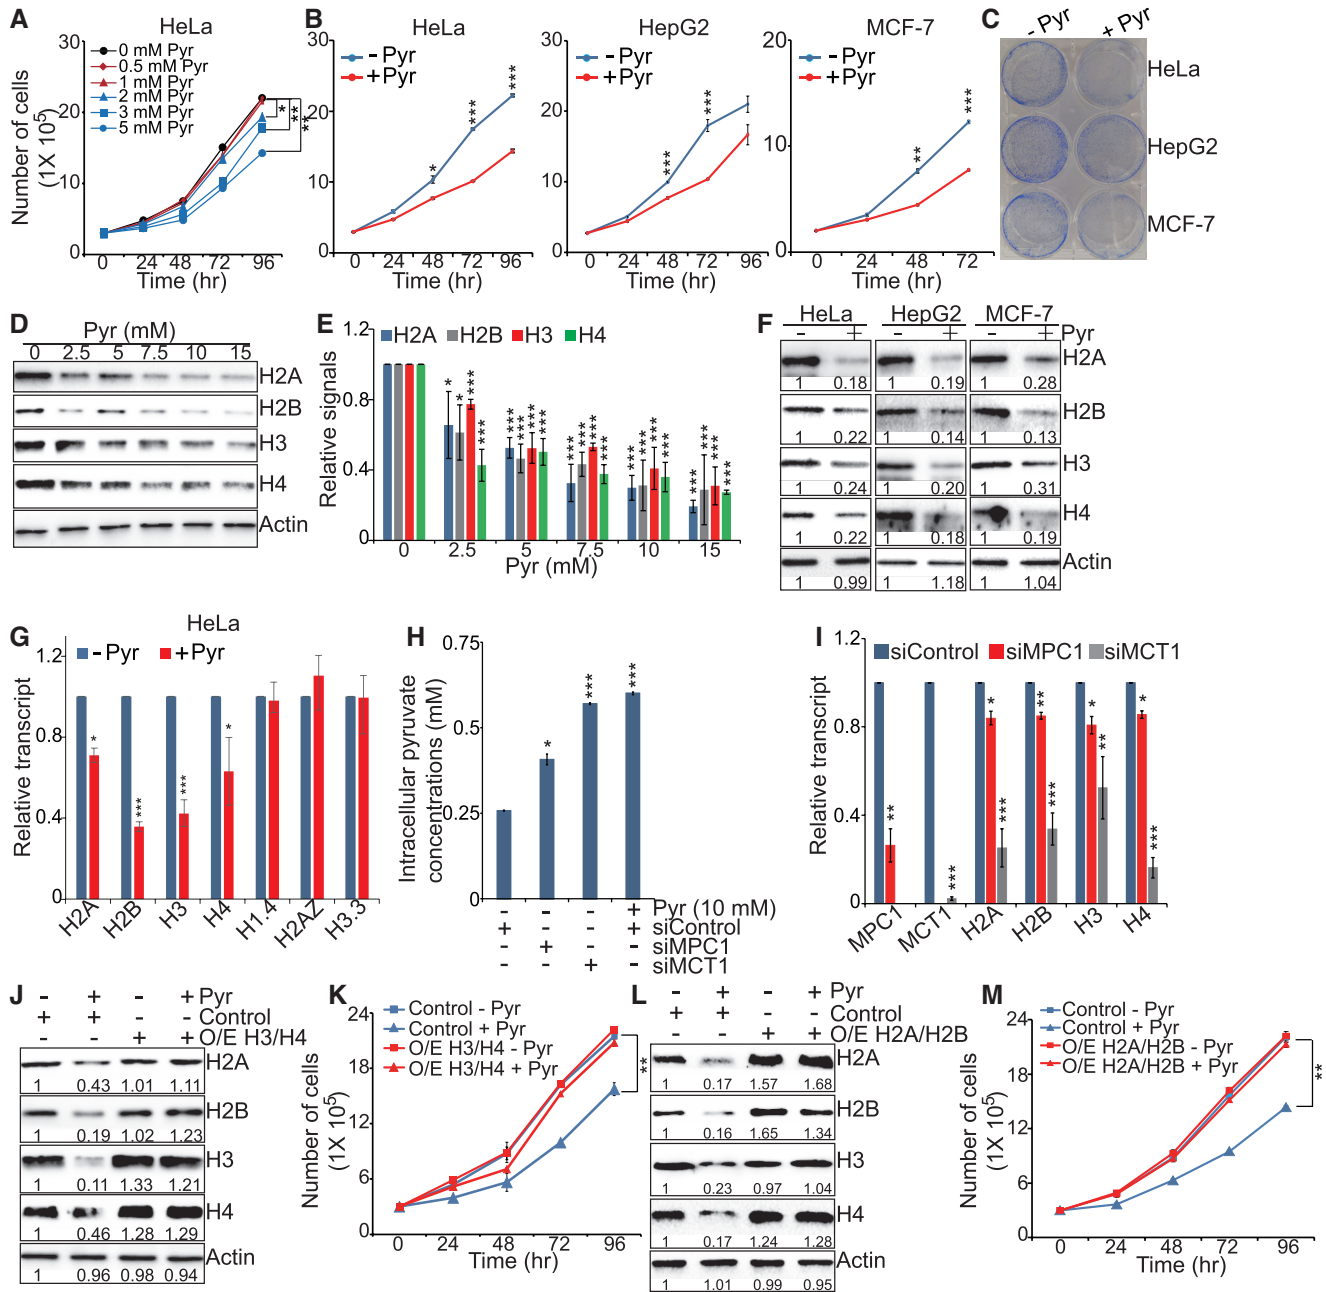 A
HeLa
Number of cells
(1X 10⁵)
30
20
10
0
0 mM Pyr
0.5 mM Pyr
1 mM Pyr
2 mM Pyr
3 mM Pyr
5 mM Pyr
*
**
**
0 24 48 72 96
Time (hr)
B
HeLa
- Pyr
+Pyr
30
20
10
0
*
***
***
0 24 48 72 96
Time (hr)
HepG2
- Pyr
+Pyr
30
20
10
0
***
***
0 24 48 72 96
Time (hr)
MCF-7
- Pyr
+Pyr
20
10
0
**
***
0 24 48 72
Time (hr)
C
- Pyr + Pyr
HeLa
HepG2
MCF-7
D
Pyr (mM)
0 2.5 5 7.5 10 15
H2A
H2B
H3
H4
Actin
E
H2A H2B H3 H4
Relative signals
1.2
0.8
0.4
0
* * *** ***
*** *** *** ***
*** *** *** ***
*** *** *** ***
*** *** *** ***
0 2.5 5 7.5 10 15
Pyr (mM)
F
HeLa HepG2 MCF-7
- + - + - + Pyr
H2A
1 0.18 1 0.19 1 0.28
H2B
1 0.22 1 0.14 1 0.13
H3
1 0.24 1 0.20 1 0.31
H4
1 0.22 1 0.18 1 0.19
Actin
1 0.99 1 1.18 1 1.04
G
HeLa
- Pyr +Pyr
Relative transcript
1.2
0.8
0.4
0
* *** *** *
H2A H2B H3 H4 H1.4 H2AZ H3.3
H
Intracellular pyruvate
concentrations (mM)
0.75
0.5
0.25
0
* *** ***
- - - + Pyr (10 mM)
+ - - + siControl
- + - - siMPC1
- - + - siMCT1
I
siControl siMPC1 siMCT1
Relative transcript
1.2
0.8
0.4
0
** *** * *** ** *** * ** * ***
MPC1 MCT1 H2A H2B H3 H4
J
- + - + Pyr
+ + - - Control
- - + + O/E H3/H4
H2A
1 0.43 1.01 1.11
H2B
1 0.19 1.02 1.23
H3
1 0.11 1.33 1.21
H4
1 0.46 1.28 1.29
Actin
1 0.96 0.98 0.94
K
Control - Pyr
Control + Pyr
O/E H3/H4 - Pyr
O/E H3/H4 + Pyr
Number of cells
(1X 10⁵)
24
18
12
6
0
**
0 24 48 72 96
Time (hr)
L
- + - + Pyr
+ + - - Control
- - + + O/E H2A/H2B
H2A
1 0.17 1.57 1.68
H2B
1 0.16 1.65 1.34
H3
1 0.23 0.97 1.04
H4
1 0.17 1.24 1.28
Actin
1 1.01 0.99 0.95
M
Control - Pyr
Control + Pyr
O/E H2A/H2B - Pyr
O/E H2A/H2B + Pyr
Number of cells
(1X 10⁵)
24
18
12
6
0
**
0 24 48 72 96
Time (hr)